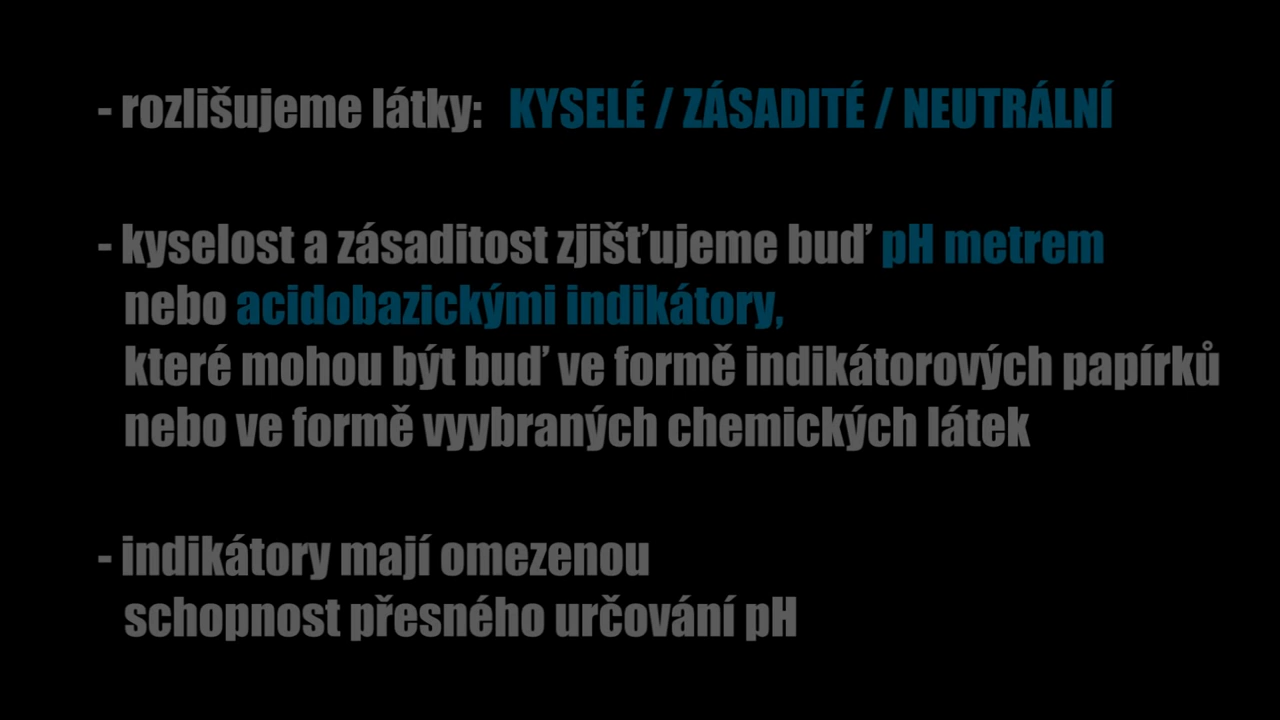 - rozlišujeme látky: KYSELÉ / ZÁSADITÉ / NEUTRÁLNÍ
- kyselost a zásaditost zjišťujeme buď pH metrem
nebo acidobazickými indikátory,
které mohou být buď ve formě indikátorových papírků
nebo ve formě vyybraných chemických látek
- indikátory mají omezenou
schopnost přesného určování pH